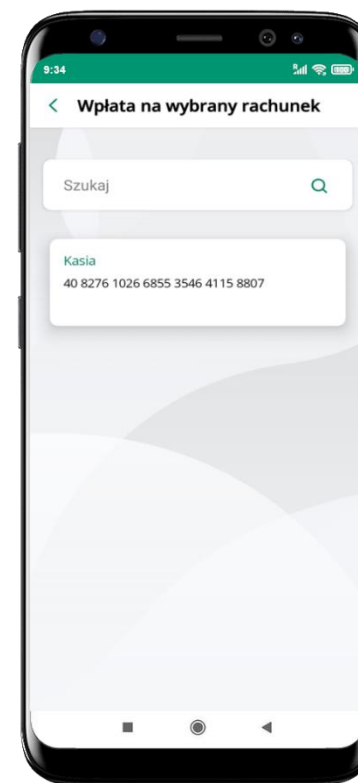 9:34
Wpłata na wybrany rachunek
Szukaj
Kasia
40 8276 1026 6855 3546 4115 8807